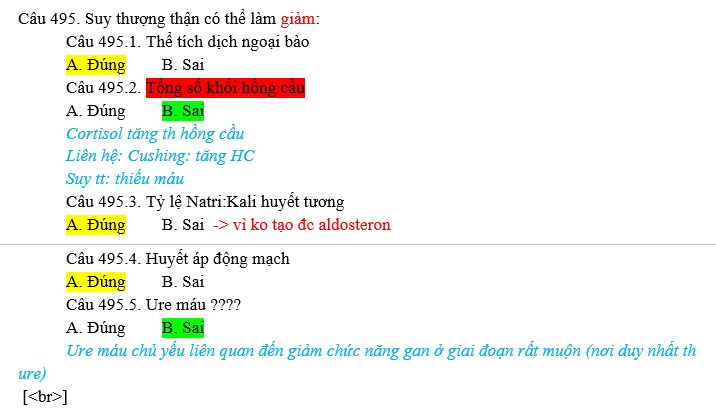 Câu 495. Suy thượng thận có thể làm giảm:
Câu 495.1. Thể tích dịch ngoại bào
A. Đúng B. Sai
Câu 495.2. Tổng số khối hồng cầu
A. Đúng B. Sai
Cortisol tăng th hồng cầu
Liên hệ: Cushing: tăng HC
Suy tt: thiếu máu
Câu 495.3. Tỷ lệ Natri:Kali huyết tương
A. Đúng B. Sai -> vì ko tạo đc aldosteron
Câu 495.4. Huyết áp động mạch
A. Đúng B. Sai
Câu 495.5. Ure máu ????
A. Đúng B. Sai
Ure máu chủ yếu liên quan đến giảm chức năng gan ở giai đoạn rất muộn (nơi duy nhất th
ure)
[<br>]